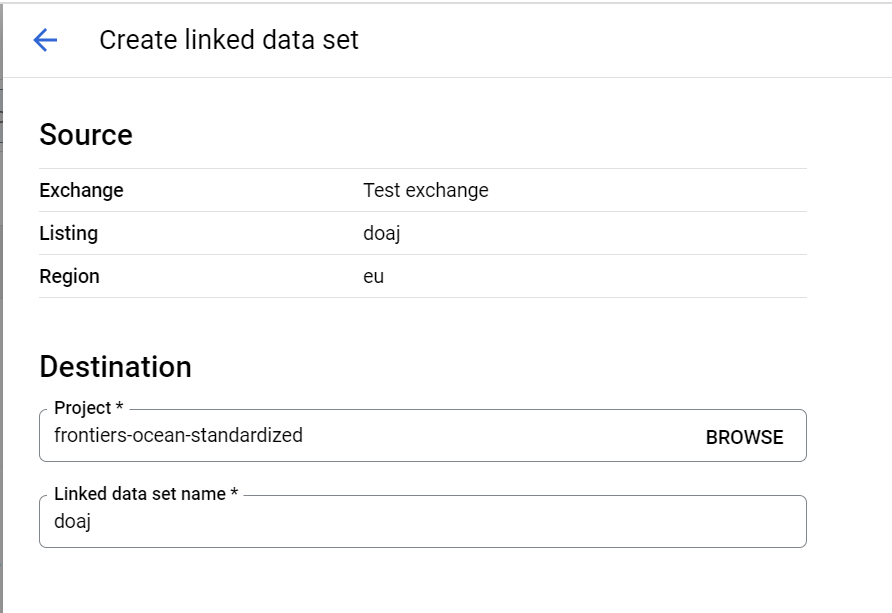 Create linked data set
Source
Exchange Test exchange
Listing doaj
Region eu
Destination
Project *
frontiers-ocean-standardized BROWSE
Linked data set name *
doaj